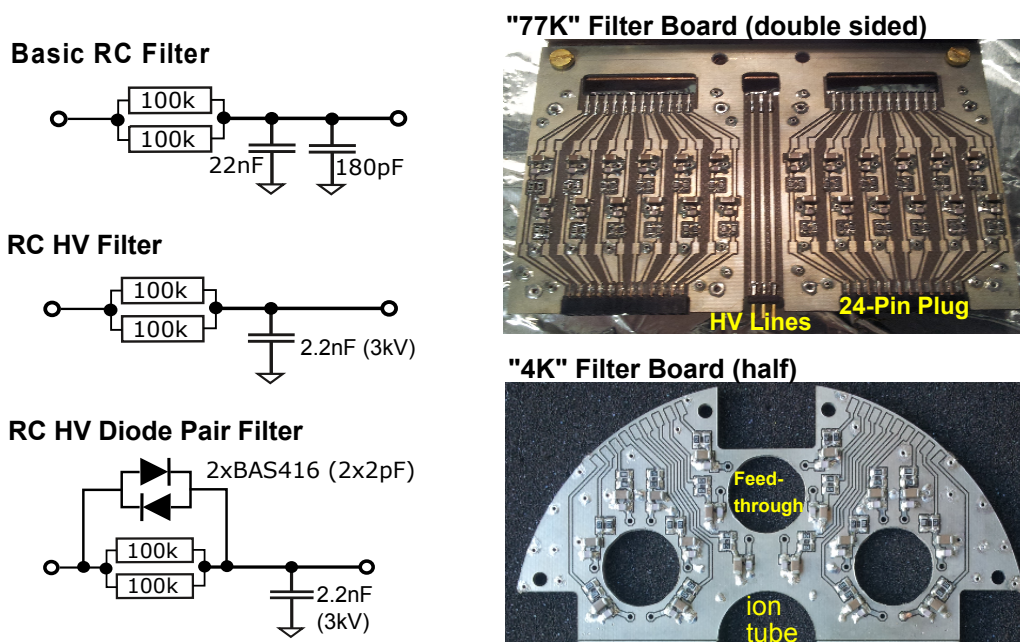 Basic RC Filter
100k
100k
22nF
180pF
RC HV Filter
100k
100k
2.2nF (3kV)
RC HV Diode Pair Filter
2xBAS416 (2x2pF)
100k
100k
2.2nF
(3kV)
"77K" Filter Board (double sided)
HV Lines
24-Pin Plug
"4K" Filter Board (half)
Feed-
through
ion
tube